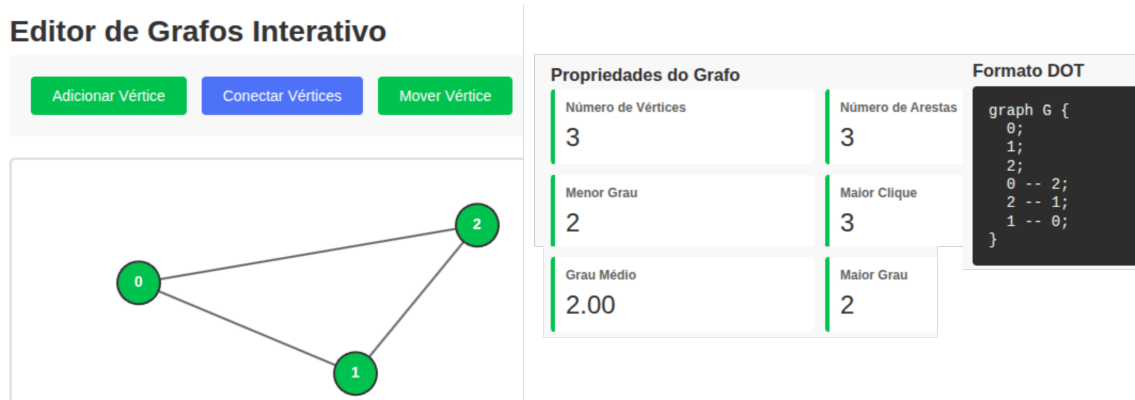 Editor de Grafos Interativo
Adicionar Vértice
Conectar Vértices
Mover Vértice
0
2
1
Propriedades do Grafo
Número de Vértices
3
Número de Arestas
3
Menor Grau
2
Maior Clique
3
Grau Médio
2.00
Maior Grau
2
Formato DOT
graph G {
  0;
  1;
  2;
  0 -- 2;
  2 -- 1;
  1 -- 0;
}